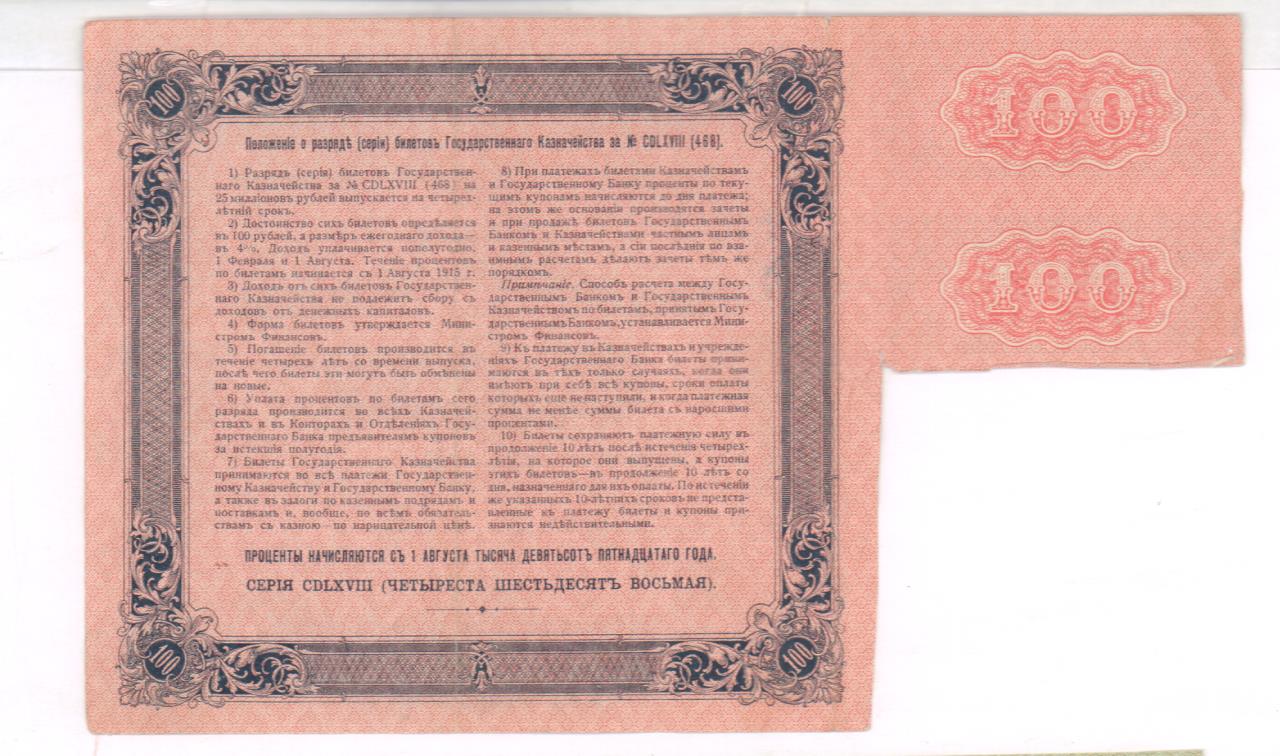 100
100
100
100
Положеніе о разрядѣ (серіи) билетовъ Государственнаго Казначейства за № CDLXVIII (468).
1) Разрядъ (серія) билетовъ Государствен-
наго Казначейства за № CDLXVIII (468) на
25 милліоновъ рублей выпускается на четырех-
лѣтній срокъ.
2) Достоинство сихъ билетовъ опредѣляется
въ 100 рублей, а размѣръ ежегоднаго дохода—
въ 4%. Доходъ уплачивается пополугодно,
1 Февраля и 1 Августа. Теченіе процентовъ
по билетамъ начинается съ 1 Августа 1915 г.
3) Доходъ отъ сихъ билетовъ Государствен-
наго Казначейства не подлежитъ сбору съ
доходовъ отъ денежныхъ капиталовъ.
4) Форма билетовъ утверждается Мини-
стромъ Финансовъ.
5) Погашеніе билетовъ производится въ
теченіе четырехъ лѣтъ со времени выпуска,
послѣ чего билеты эти могутъ быть обмѣнены
на новые.
6) Уплата процентовъ по билетамъ сего
разряда производится во всѣхъ Казначей-
ствахъ и въ Конторахъ и Отдѣленіяхъ Госу-
дарственнаго Банка предъявителямъ купоновъ
за истекшія полугодія.
7) Билеты Государственнаго Казначейства
принимаются во всѣ платежи Государствен-
ному Казначейству и Государственному Банку,
а также въ залоги по казеннымъ подрядамъ и
поставкамъ и, вообще, по всѣмъ обязатель-
ствамъ съ казною—по нарицательной цѣнѣ.
8) При платежахъ билетами Казначействамъ
и Государственному Банку проценты по теку-
щимъ купонамъ начисляются до дня платежа;
на этомъ же основаніи производятся зачеты
и при продажѣ билетовъ Государственнымъ
Банкомъ и Казначействами частнымъ лицамъ
и казеннымъ мѣстамъ, а сіи послѣднія по вза-
имнымъ расчетамъ дѣлаютъ зачеты тѣмъ же
порядкомъ.
Примѣчаніе. Способъ расчета между Го-
сударственнымъ Банкомъ и Государственнымъ
Казначействомъ по билетамъ, принятымъ Госу-
дарственнымъ Банкомъ, устанавливается Мини-
стромъ Финансовъ.
9) Къ платежу въ Казначействахъ и учрежде-
ніяхъ Государственнаго Банка билеты прини-
маются въ тѣхъ только случаяхъ, когда они
имѣютъ при себѣ всѣ купоны, сроки оплаты
которыхъ еще не наступили, и когда платежная
сумма не менѣе суммы билета съ наросшими
процентами.
10) Билеты сохраняютъ платежную силу въ
продолженіе 10 лѣтъ послѣ истеченія четырех-
лѣтія, на которое они выпущены, а купоны
этихъ билетовъ—въ продолженіе 10 лѣтъ со
дня, назначеннаго для ихъ оплаты. По истеченіи
же указанныхъ 10-лѣтнихъ сроковъ не предста-
вленные къ платежу билеты и купоны при-
знаются недѣйствительными.
ПРОЦЕНТЫ НАЧИСЛЯЮТСЯ СЪ 1 АВГУСТА ТЫСЯЧА ДЕВЯТЬСОТЪ ПЯТНАДЦАТАГО ГОДА.
СЕРІЯ CDLXVIII (ЧЕТЫРЕСТА ШЕСТЬДЕСЯТЪ ВОСЬМАЯ).
100
100